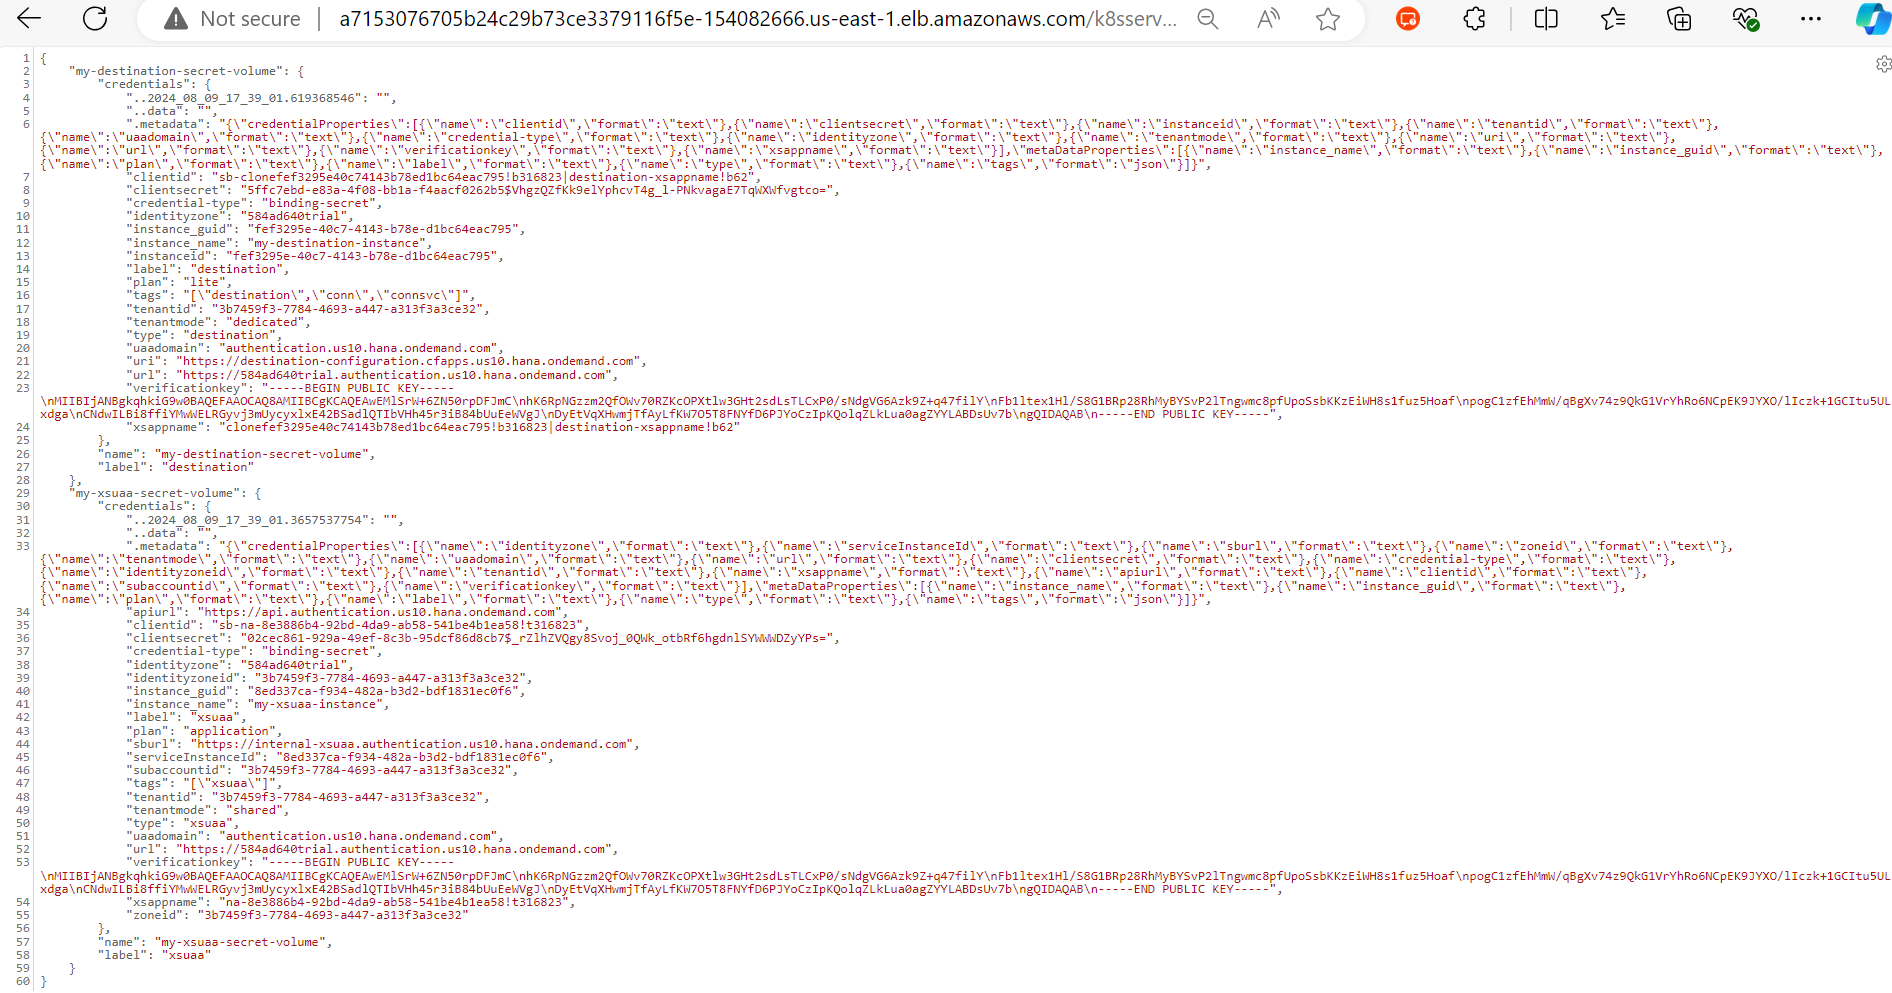 Not secure
a7153076705b24c29b73ce3379116f5e-154082666.us-east-1.elb.amazonaws.com/k8sserv...
1 {
2 "my-destination-secret-volume": {
3 "credentials": {
4 "..2024_08_09_17_39_01.619368546": "",
5 "..data": "",
6 ".metadata": "{\"credentialProperties\":[{\"name\":\"clientid\",\"format\":\"text\"},{\"name\":\"clientsecret\",\"format\":\"text\"},{\"name\":\"instanceid\",\"format\":\"text\"},{\"name\":\"tenantid\",\"format\":\"text\"},
{\"name\":\"uaadomain\",\"format\":\"text\"},{\"name\":\"credential-type\",\"format\":\"text\"},{\"name\":\"identityzone\",\"format\":\"text\"},{\"name\":\"tenantmode\",\"format\":\"text\"},{\"name\":\"uri\",\"format\":\"text\"},
{\"name\":\"url\",\"format\":\"text\"},{\"name\":\"verificationkey\",\"format\":\"text\"},{\"name\":\"xsappname\",\"format\":\"text\"}],\"metaDataProperties\":[{\"name\":\"instance_name\",\"format\":\"text\"},{\"name\":\"instance_guid\",\"format\":\"text\"},
{\"name\":\"plan\",\"format\":\"text\"},{\"name\":\"label\",\"format\":\"text\"},{\"name\":\"type\",\"format\":\"text\"},{\"name\":\"tags\",\"format\":\"json\"}]}",
7 "clientid": "sb-clonefef3295e40c74143b78ed1bc64eac795!b316823|destination-xsappname!b62",
8 "clientsecret": "5ffc7ebd-e83a-4f08-bb1a-f4aacf0262b5$VhgzQZfKk9elYphcvT4g_l-PNkvagaE7TqWXWfvgtco=",
9 "credential-type": "binding-secret",
10 "identityzone": "584ad640trial",
11 "instance_guid": "fef3295e-40c7-4143-b78e-d1bc64eac795",
12 "instance_name": "my-destination-instance",
13 "instanceid": "fef3295e-40c7-4143-b78e-d1bc64eac795",
14 "label": "destination",
15 "plan": "lite",
16 "tags": "[\"destination\",\"conn\",\"connsvc\"]",
17 "tenantid": "3b7459f3-7784-4693-a447-a313f3a3ce32",
18 "tenantmode": "dedicated",
19 "type": "destination",
20 "uaadomain": "authentication.us10.hana.ondemand.com",
21 "uri": "https://destination-configuration.cfapps.us10.hana.ondemand.com",
22 "url": "https://584ad640trial.authentication.us10.hana.ondemand.com",
23 "verificationkey": "-----BEGIN PUBLIC KEY-----
\nMIIBIjANBgkqhkiG9w0BAQEFAAOCAQ8AMIIBCgKCAQEAwEMlSrW+6ZN50rpDFJmC\nhK6RpNGzzm2QfOWv70RZKcOPXtlw3GHt2sdLsTLCxP0/sNdgVG6Azk9Z+q47filY\nFb1ltex1Hl/S8G1BRp28RhMyBYSvP2lTngwmc8pfUpoSsbKKzEiWH8s1fuz5Hoaf\npogC1zfEhMmW/qBgXv74z9QkG1VrYhRo6NCpEK9JYXO/lIczk+1GCItu5UL
xdga\nCNdwILBi8ffiYMwWELRGyvj3mUycyxlxE42BSadlQTIbVHh45r3iB84bUuEeWVgJ\nDyEtVqXHwmjTfAyLfKW7O5T8FNYfD6PJYoCzIpKQolqZLkLua0agZYYLABDsUv7b\ngQIDAQAB\n-----END PUBLIC KEY-----",
24 "xsappname": "clonefef3295e40c74143b78ed1bc64eac795!b316823|destination-xsappname!b62"
25 },
26 "name": "my-destination-secret-volume",
27 "label": "destination"
28 },
29 "my-xsuaa-secret-volume": {
30 "credentials": {
31 "..2024_08_09_17_39_01.3657537754": "",
32 "..data": "",
33 ".metadata": "{\"credentialProperties\":[{\"name\":\"identityzone\",\"format\":\"text\"},{\"name\":\"serviceInstanceId\",\"format\":\"text\"},{\"name\":\"sburl\",\"format\":\"text\"},{\"name\":\"zoneid\",\"format\":\"text\"},
{\"name\":\"tenantmode\",\"format\":\"text\"},{\"name\":\"uaadomain\",\"format\":\"text\"},{\"name\":\"url\",\"format\":\"text\"},{\"name\":\"clientsecret\",\"format\":\"text\"},{\"name\":\"credential-type\",\"format\":\"text\"},
{\"name\":\"identityzoneid\",\"format\":\"text\"},{\"name\":\"tenantid\",\"format\":\"text\"},{\"name\":\"xsappname\",\"format\":\"text\"},{\"name\":\"apiurl\",\"format\":\"text\"},{\"name\":\"clientid\",\"format\":\"text\"},
{\"name\":\"subaccountid\",\"format\":\"text\"},{\"name\":\"verificationkey\",\"format\":\"text\"}],\"metaDataProperties\":[{\"name\":\"instance_name\",\"format\":\"text\"},{\"name\":\"instance_guid\",\"format\":\"text\"},
{\"name\":\"plan\",\"format\":\"text\"},{\"name\":\"label\",\"format\":\"text\"},{\"name\":\"type\",\"format\":\"text\"},{\"name\":\"tags\",\"format\":\"json\"}]}",
34 "apiurl": "https://api.authentication.us10.hana.ondemand.com",
35 "clientid": "sb-na-8e3886b4-92bd-4da9-ab58-541be4b1ea58!t316823",
36 "clientsecret": "02cec861-929a-49ef-8c3b-95dcf86d8cb7$_rZlhZVQgy8Svoj_0QWk_otbRf6hgdnlSYWWWDZyYPs=",
37 "credential-type": "binding-secret",
38 "identityzone": "584ad640trial",
39 "identityzoneid": "3b7459f3-7784-4693-a447-a313f3a3ce32",
40 "instance_guid": "8ed337ca-f934-482a-b3d2-bdf1831ec0f6",
41 "instance_name": "my-xsuaa-instance",
42 "label": "xsuaa",
43 "plan": "application",
44 "sburl": "https://internal-xsuaa.authentication.us10.hana.ondemand.com",
45 "serviceInstanceId": "8ed337ca-f934-482a-b3d2-bdf1831ec0f6",
46 "subaccountid": "3b7459f3-7784-4693-a447-a313f3a3ce32",
47 "tags": "[\"xsuaa\"]",
48 "tenantid": "3b7459f3-7784-4693-a447-a313f3a3ce32",
49 "tenantmode": "shared",
50 "type": "xsuaa",
51 "uaadomain": "authentication.us10.hana.ondemand.com",
52 "url": "https://584ad640trial.authentication.us10.hana.ondemand.com",
53 "verificationkey": "-----BEGIN PUBLIC KEY-----
\nMIIBIjANBgkqhkiG9w0BAQEFAAOCAQ8AMIIBCgKCAQEAwEMlSrW+6ZN50rpDFJmC\nhK6RpNGzzm2QfOWv70RZKcOPXtlw3GHt2sdLsTLCxP0/sNdgVG6Azk9Z+q47filY\nFb1ltex1Hl/S8G1BRp28RhMyBYSvP2lTngwmc8pfUpoSsbKKzEiWH8s1fuz5Hoaf\npogC1zfEhMmW/qBgXv74z9QkG1VrYhRo6NCpEK9JYXO/lIczk+1GCItu5UL
xdga\nCNdwILBi8ffiYMwWELRGyvj3mUycyxlxE42BSadlQTIbVHh45r3iB84bUuEeWVgJ\nDyEtVqXHwmjTfAyLfKW7O5T8FNYfD6PJYoCzIpKQolqZLkLua0agZYYLABDsUv7b\ngQIDAQAB\n-----END PUBLIC KEY-----",
54 "xsappname": "na-8e3886b4-92bd-4da9-ab58-541be4b1ea58!t316823",
55 "zoneid": "3b7459f3-7784-4693-a447-a313f3a3ce32"
56 },
57 "name": "my-xsuaa-secret-volume",
58 "label": "xsuaa"
59 }
60 }